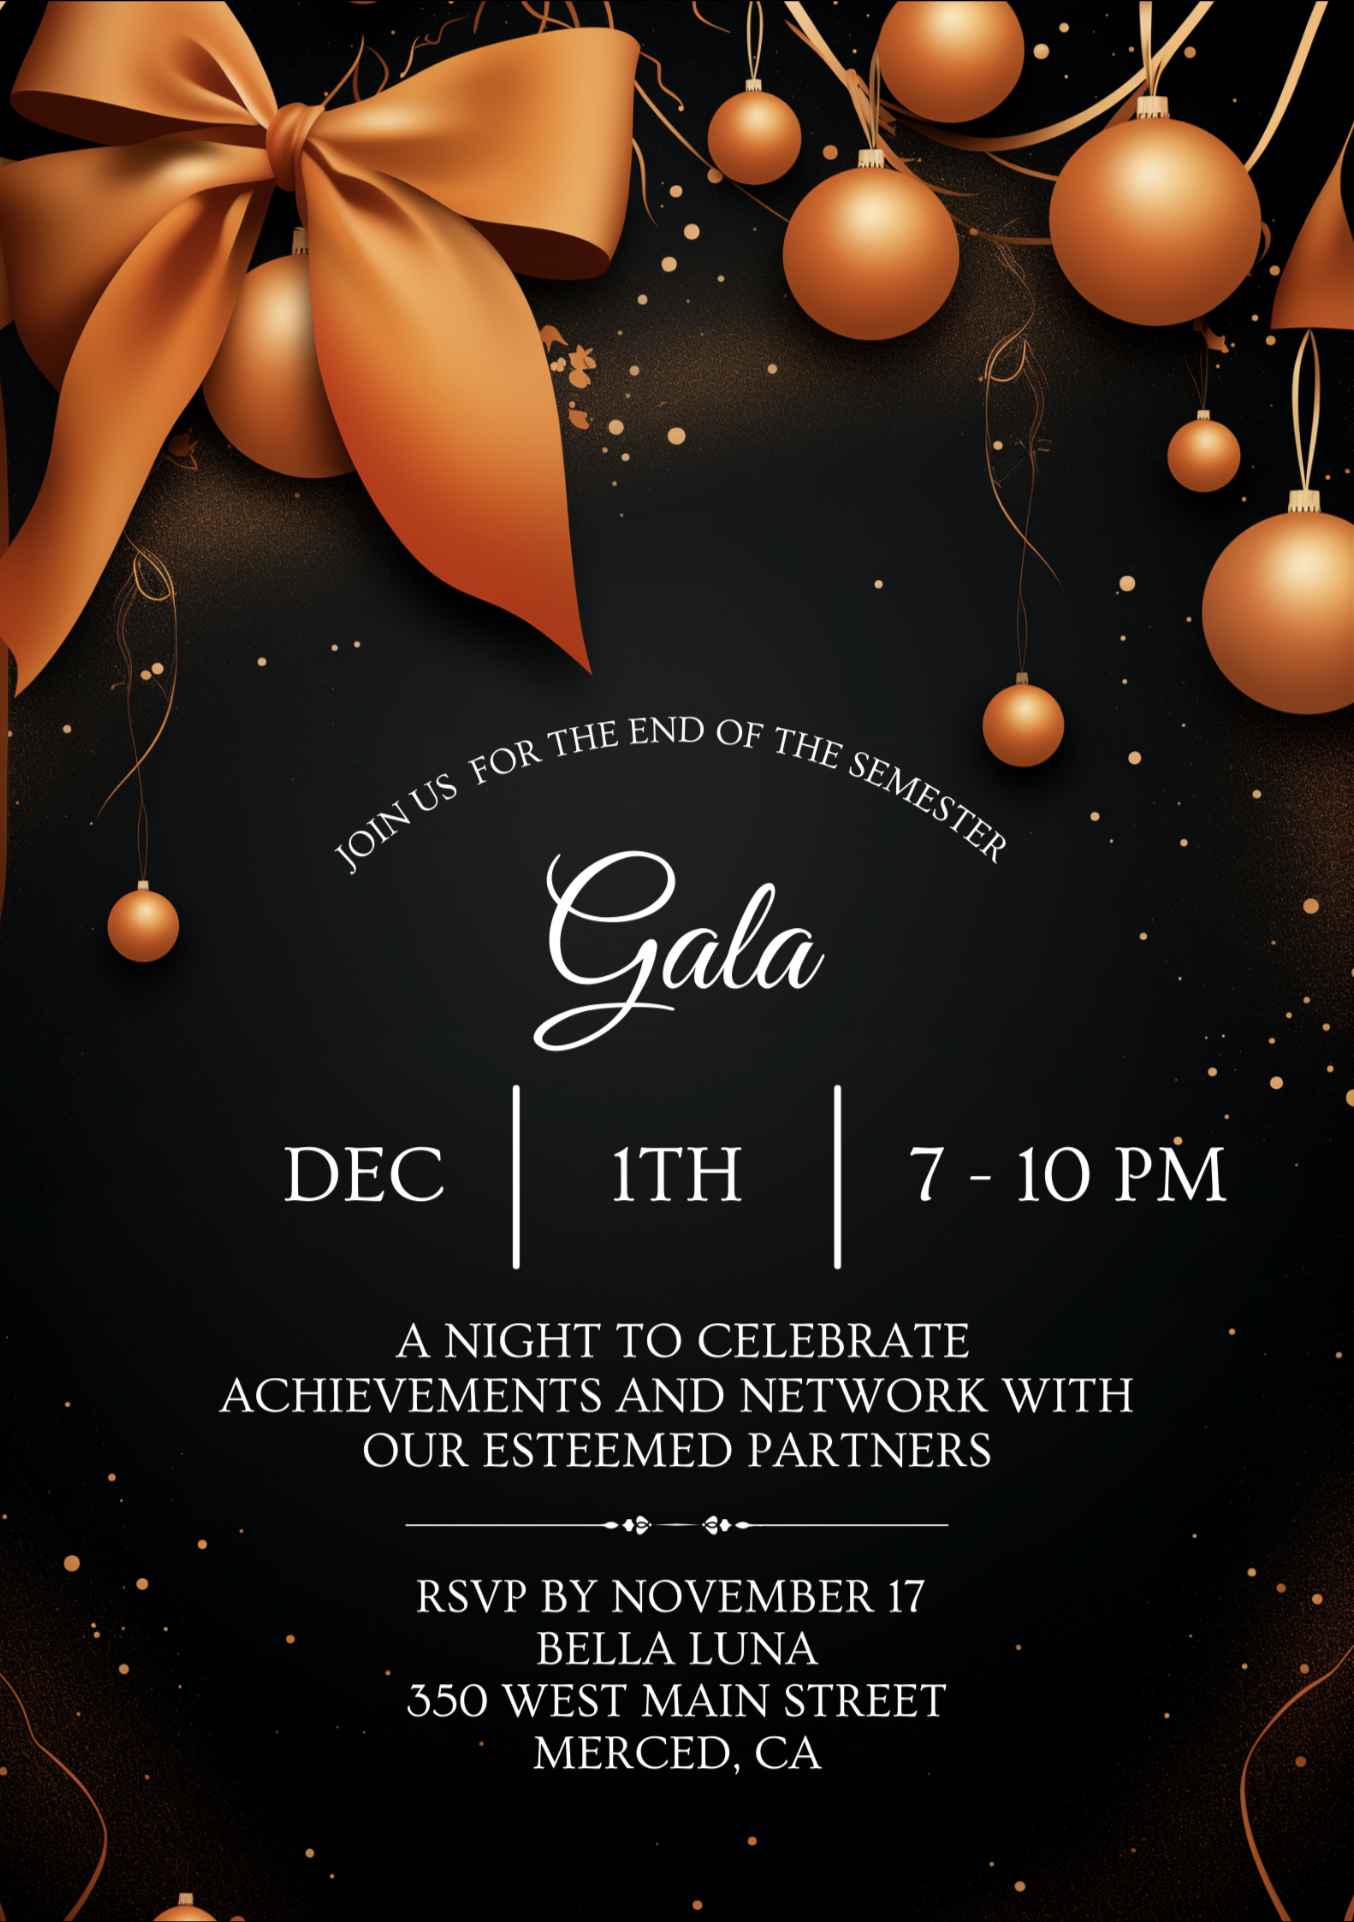 JOIN US FOR THE END OF THE SEMESTER
Gala
DEC
1TH
7 - 10 PM
A NIGHT TO CELEBRATE
ACHIEVEMENTS AND NETWORK WITH
OUR ESTEEMED PARTNERS
RSVP BY NOVEMBER 17
BELLA LUNA
350 WEST MAIN STREET
MERCED, CA